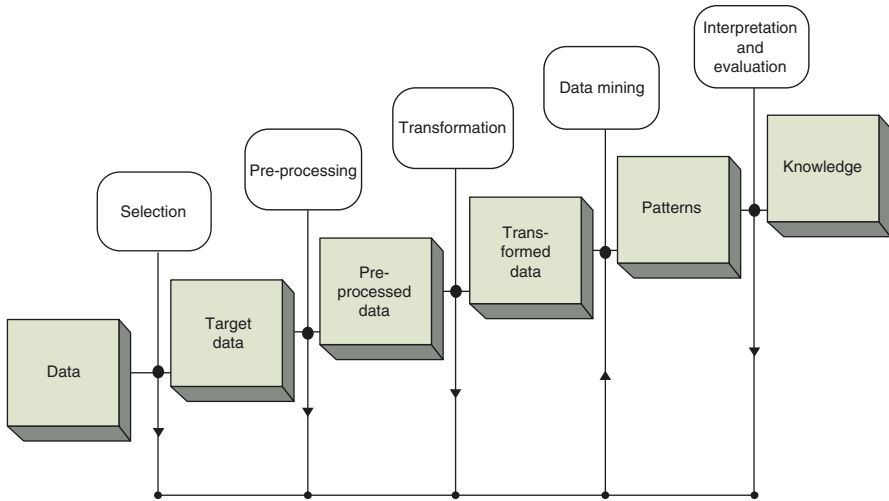 Selection
Pre-processing
Transformation
Data mining
Interpretation
and
evaluation
Data
Target
data
Pre-
processed
data
Trans-
formed
data
Patterns
Knowledge